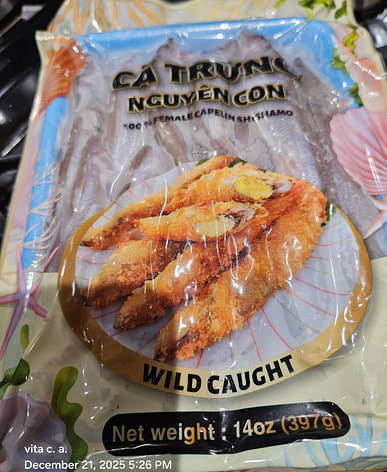 CÁ TRỨNG
NGUYÊN CON
100% FEMALE CAPELIN SHISHAMO
WILD CAUGHT
Net weight : 14oz (397g)
vita c. a.
December 21, 2025 5:26 PM